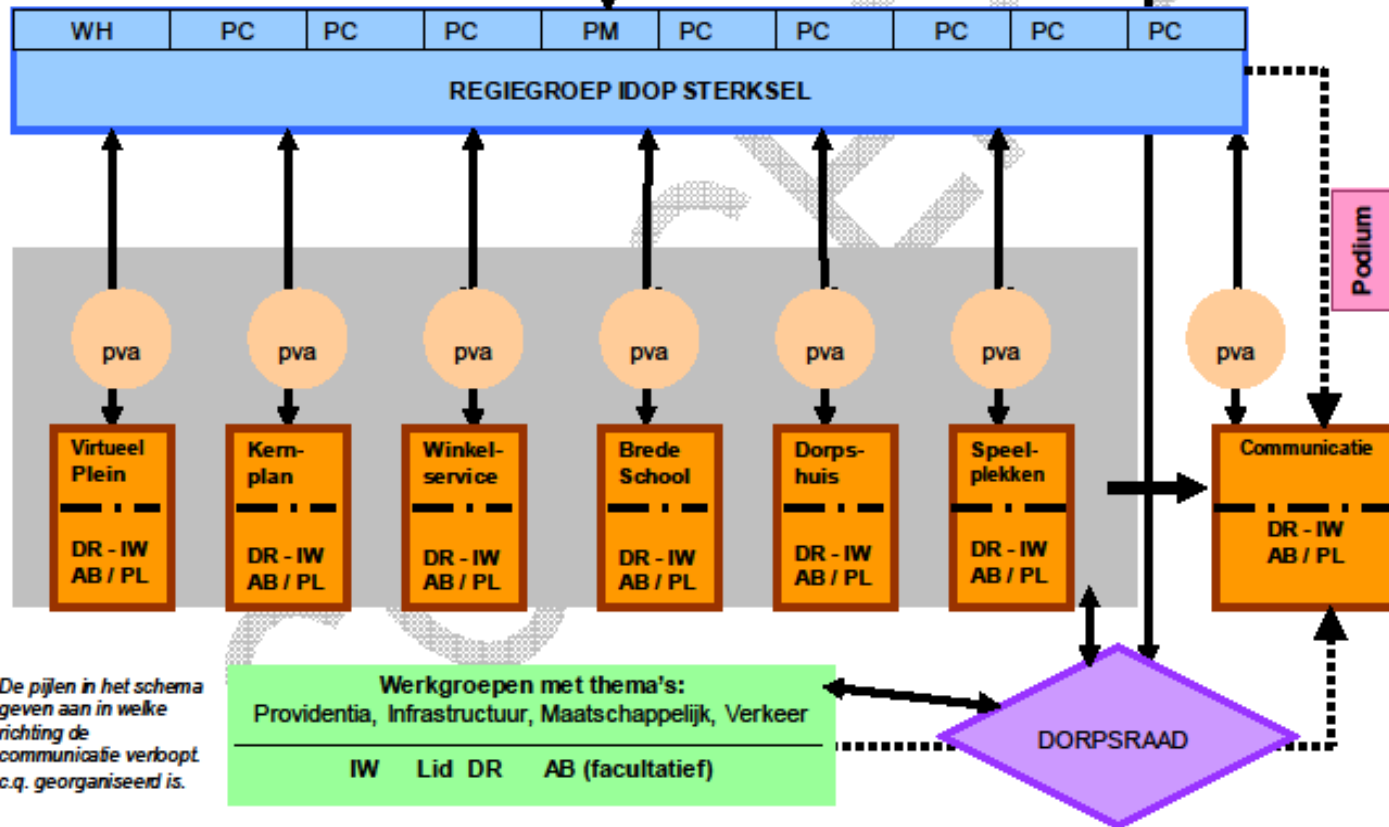 WH PC PC PC PM PC PC PC PC PC
REGIEGROEP IDOP STERKSEL
Podium
pva pva pva pva pva pva pva
Virtueel
Plein
DR - IW
AB / PL
Kern-
plan
DR - IW
AB / PL
Winkel-
service
DR - IW
AB / PL
Brede
School
DR - IW
AB / PL
Dorps-
huis
DR - IW
AB / PL
Speel-
plekken
DR - IW
AB / PL
Communicatie
DR - IW
AB / PL
De pijlen in het schema
geven aan in welke
richting de
communicatie verloopt.
c.q. georganiseerd is.
Werkgroepen met thema's:
Providentia, Infrastructuur, Maatschappelijk, Verkeer
IW Lid DR AB (facultatief)
DORPSRAAD